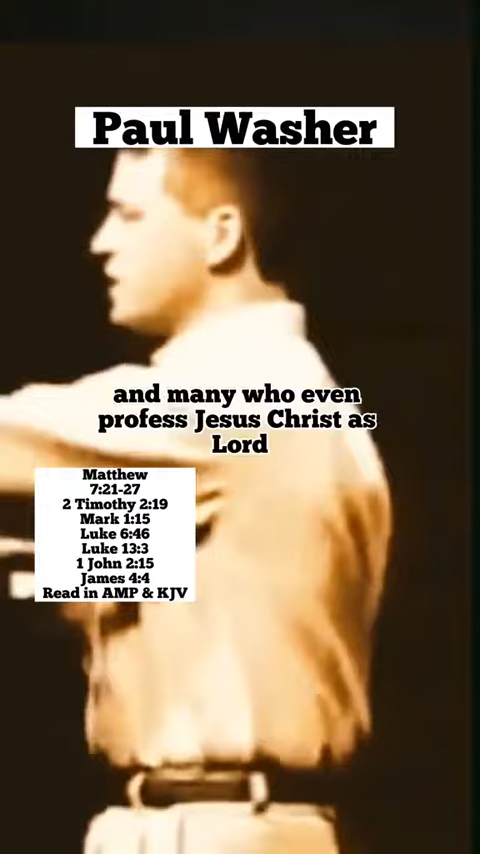 Paul Washer
and many who even
profess Jesus Christ as
Lord
Matthew
7:21-27
2 Timothy 2:19
Mark 1:15
Luke 6:46
Luke 13:3
1 John 2:15
James 4:4
Read in AMP & KJV